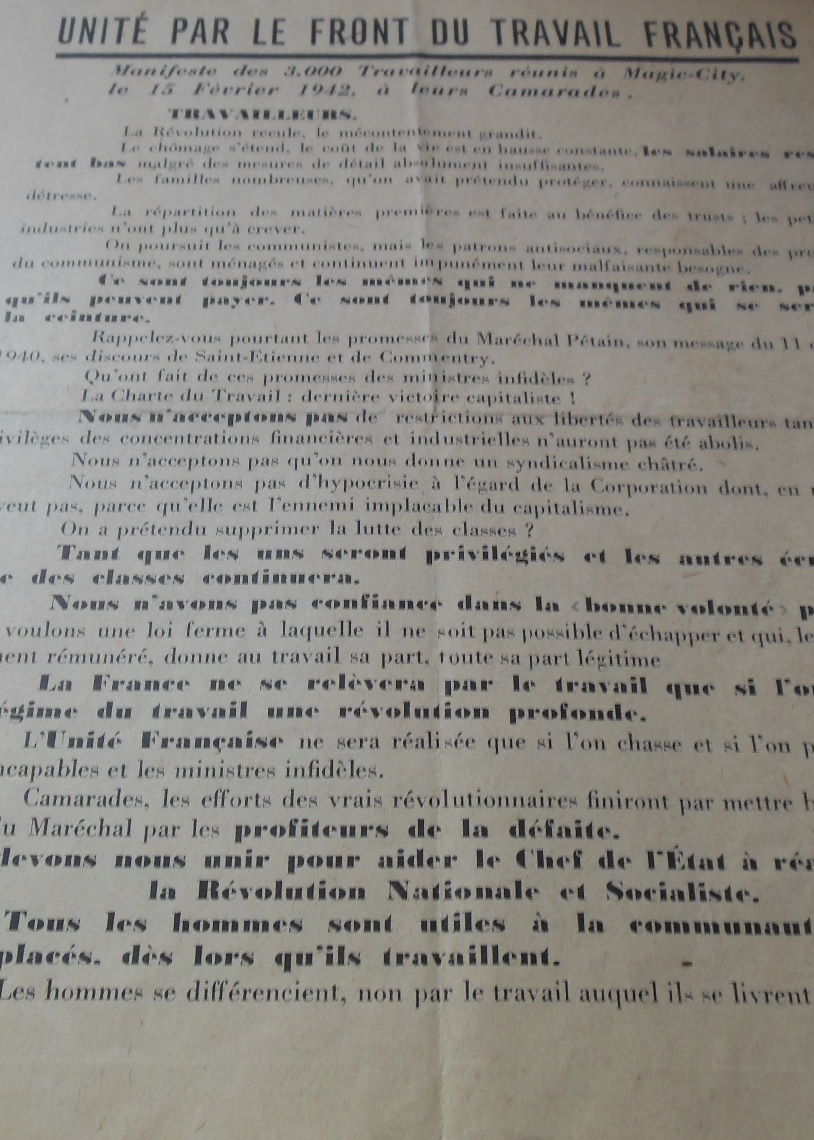 UNITÉ PAR LE FRONT DU TRAVAIL FRANÇAIS
Manifeste des 3.000 Travailleurs réunis à Magic-City,
le 15 Février 1942, à leurs Camarades.
TRAVAILLEURS,
La Révolution recule, le mécontentement grandit.
Le chômage s'étend, le coût de la vie est en hausse constante, les salaires res
tent bas malgré des mesures de détail absolument insuffisantes.
Les familles nombreuses, qu'on avait prétendu protéger, connaissent une affreu
détresse.
La répartition des matières premières est faite au bénéfice des trusts ; les pet
industries n'ont plus qu'à crever.
On poursuit les communistes, mais les patrons antisociaux, responsables des pro
du communisme, sont ménagés et continuent impunément leur malfaisante besogne.
Ce sont toujours les mêmes qui ne manquent de rien, p
qu'ils peuvent payer. Ce sont toujours les mêmes qui se ser
la ceinture.
Rappelez-vous pourtant les promesses du Maréchal Pétain, son message du 11
1940, ses discours de Saint-Etienne et de Commentry.
Qu'ont fait de ces promesses des ministres infidèles ?
La Charte du Travail : dernière victoire capitaliste !
Nous n'acceptons pas de restrictions aux libertés des travailleurs tan
ivilèges des concentrations financières et industrielles n'auront pas été abolis.
Nous n'acceptons pas qu'on nous donne un syndicalisme châtré.
Nous n'acceptons pas d'hypocrisie à l'égard de la Corporation dont, en
veut pas, parce qu'elle est l'ennemi implacable du capitalisme.
On a prétendu supprimer la lutte des classes ?
Tant que les uns seront privilégiés et les autres écr
e des classes continuera.
Nous n'avons pas confiance dans la « bonne volonté » p
voulons une loi ferme à laquelle il ne soit pas possible d'échapper et qui, le
ment rémunéré, donne au travail sa part, toute sa part légitime
La France ne se relèvera par le travail que si l'on
égime du travail une révolution profonde.
L'Unité Française ne sera réalisée que si l'on chasse et si l'on p
ncapables et les ministres infidèles.
Camarades, les efforts des vrais révolutionnaires finiront par mettre
du Maréchal par les profiteurs de la défaite.
devons nous unir pour aider le Chef de l'État à réa
la Révolution Nationale et Socialiste.
Tous les hommes sont utiles à la communaut
placés, dès lors qu'ils travaillent.
Les hommes se différencient, non par le travail auquel ils se livrent